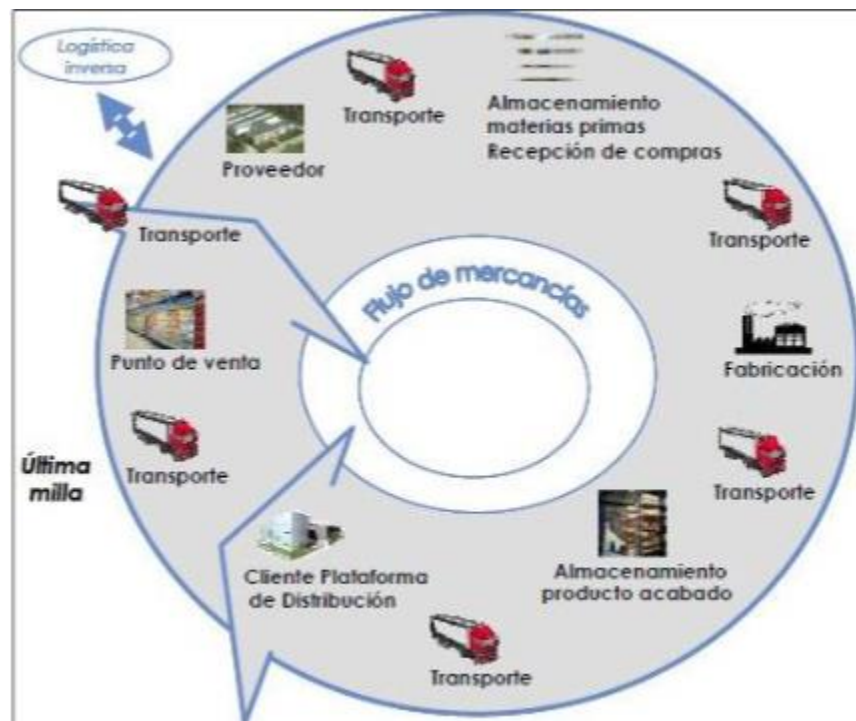 Logística
inversa
Transporte
Almacenamiento
materias primas
Recepción de compras
Proveedor
Transporte
Transporte
Flujo de mercancías
Punto de venta
Fabricación
Última
milla
Transporte
Transporte
Cliente Plataforma
de Distribución
Almacenamiento
producto acabado
Transporte